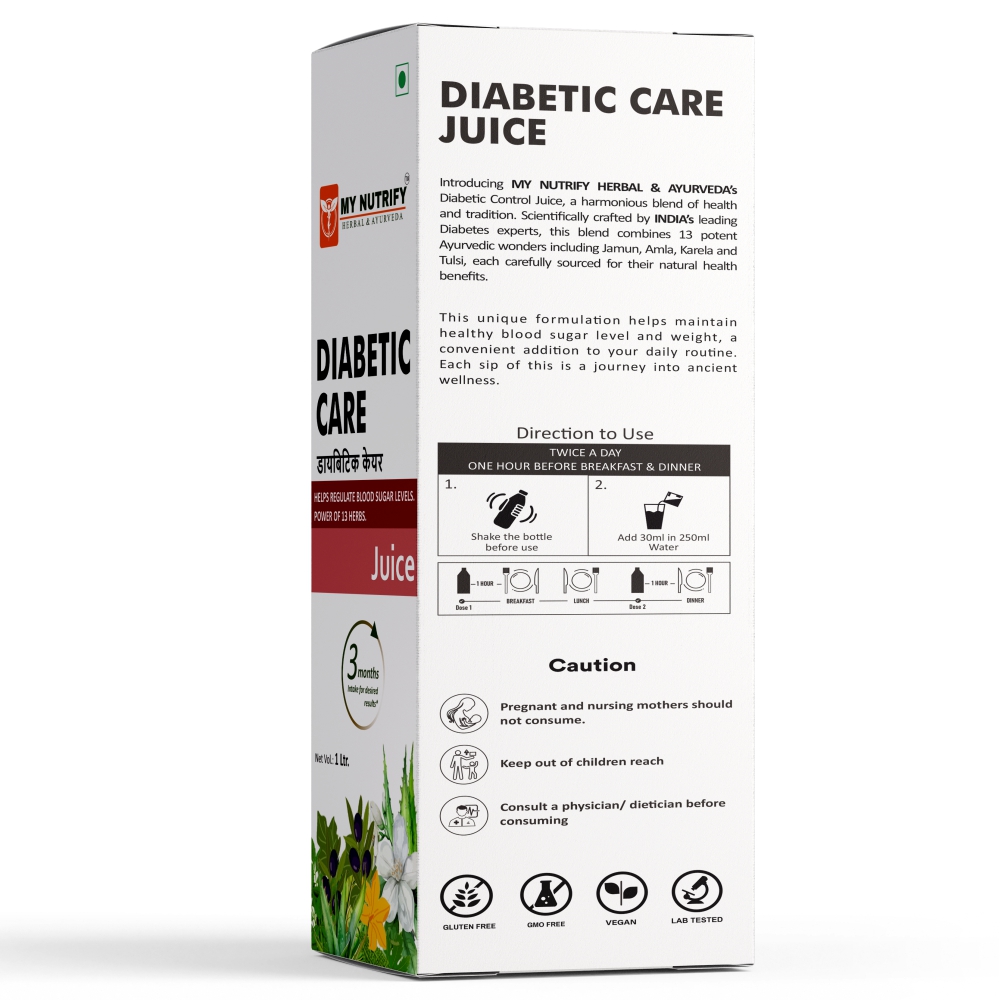 MY NUTRIFY
HERBAL & AYURVEDA
TM
DIABETIC
CARE
डायबिटिक केयर
HELPS REGULATE BLOOD SUGAR LEVELS.
POWER OF 13 HERBS.
Juice
3 months
Intake for desired
results*
Net Vol.: 1 Ltr.
DIABETIC CARE
JUICE
Introducing MY NUTRIFY HERBAL & AYURVEDA's
Diabetic Control Juice, a harmonious blend of health
and tradition. Scientifically crafted by INDIA's leading
Diabetes experts, this blend combines 13 potent
Ayurvedic wonders including Jamun, Amla, Karela and
Tulsi, each carefully sourced for their natural health
benefits.
This unique formulation helps maintain
healthy blood sugar level and weight, a
convenient addition to your daily routine.
Each sip of this is a journey into ancient
wellness.
Direction to Use
TWICE A DAY
ONE HOUR BEFORE BREAKFAST & DINNER
1.
Shake the bottle
before use
2.
Add 30ml in 250ml
Water
1 HOUR
1 HOUR
Dose 1
BREAKFAST
LUNCH
Dose 2
DINNER
Caution
Pregnant and nursing mothers should
not consume.
Keep out of children reach
Consult a physician/ dietician before
consuming
GLUTEN FREE
GMO FREE
VEGAN
LAB TESTED